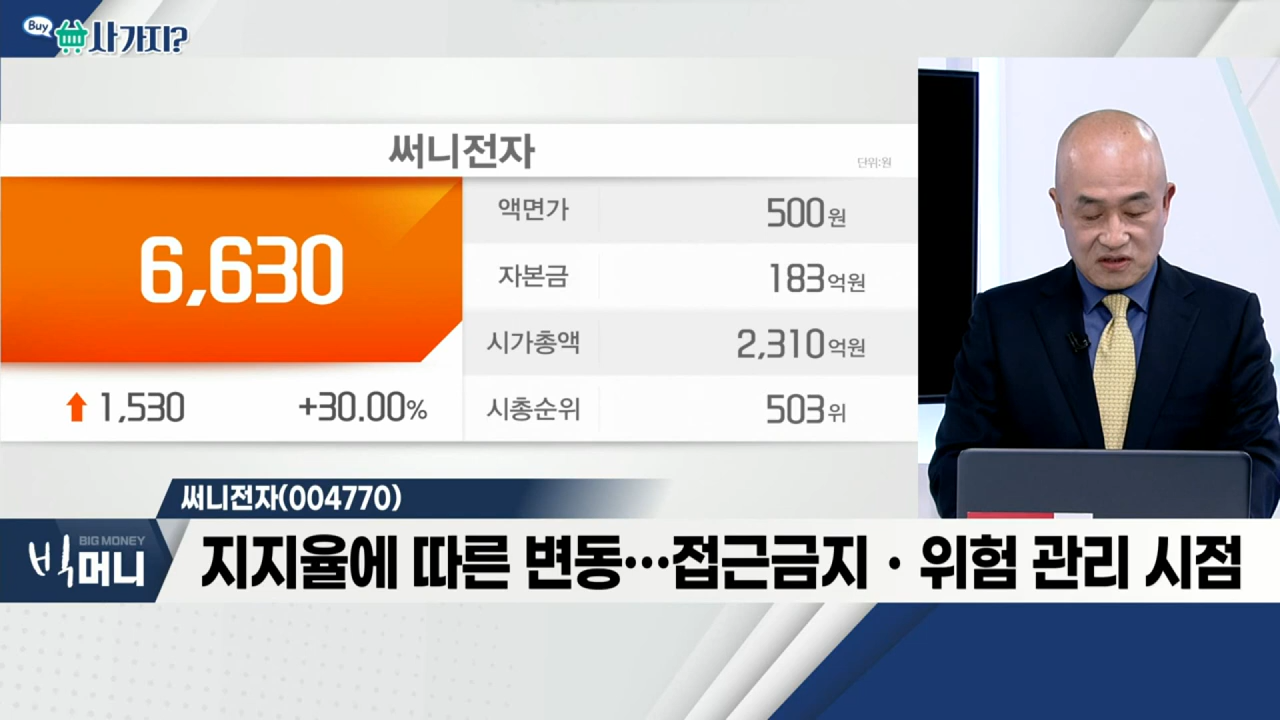 Buy
사가지?
써니전자
단위:원
6,630
1,530 +30.00%
액면가 500원
자본금 183억원
시가총액 2,310억원
시총순위 503위
써니전자(004770)
BIG MONEY
빅머니
지지율에 따른 변동…접근금지·위험 관리 시점